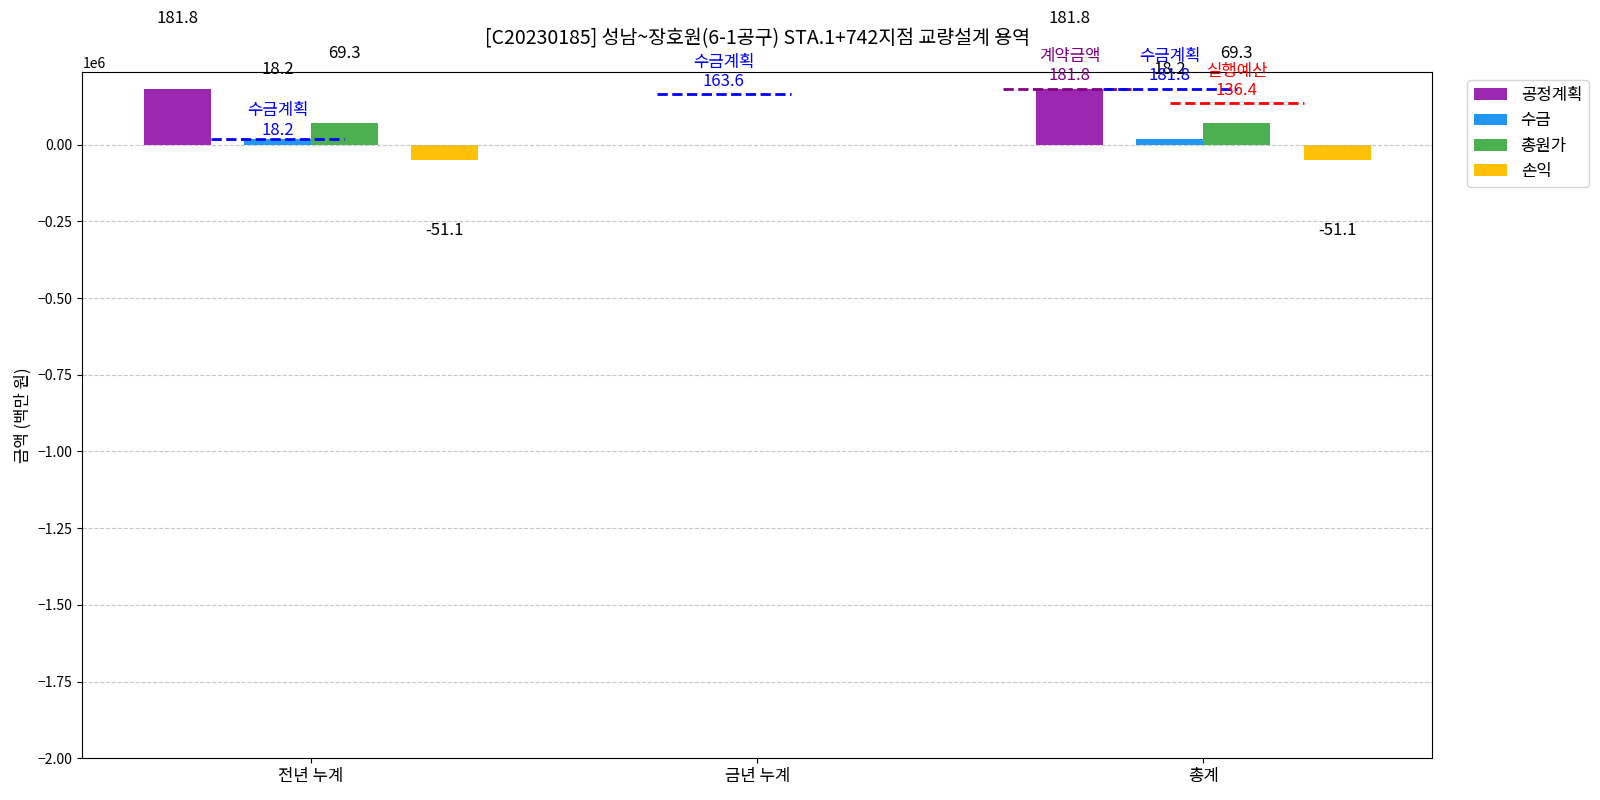 181.8
181.8
[C20230185] 성남~장호원(6-1공구) STA.1+742지점 교량설계 용역
69.3
69.3
계약금액
수금계획
수금계획
1e6
18.2
18.2
실행예산
181.8
181.8
163.6
136.4
수금계획
18.2
공정계획
수금
총원가
손익
0.00
−0.25
-51.1
-51.1
−0.50
−0.75
−1.00
−1.25
−1.50
−1.75
−2.00
금액 (백만 원)
전년 누계
금년 누계
총계